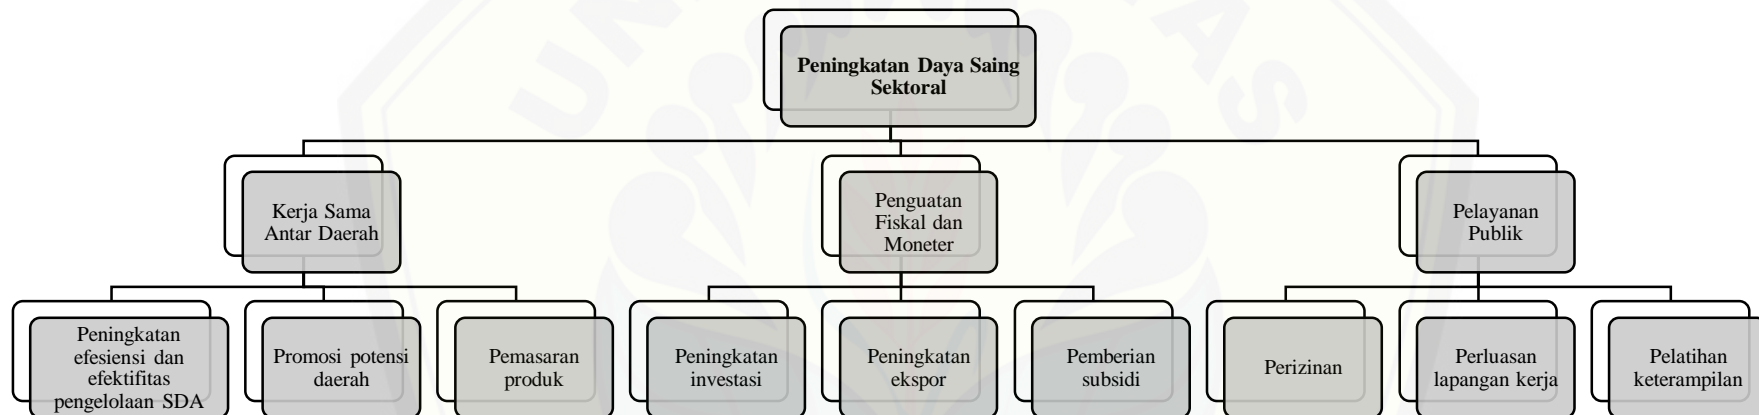 UNIVERSITAS
Peningkatan Daya Saing
Sektoral
Kerja Sama
Antar Daerah
Penguatan
Fiskal dan
Moneter
Pelayanan
Publik
Peningkatan
efesiensi dan
efektifitas
pengelolaan SDA
Promosi potensi
daerah
Pemasaran
produk
Peningkatan
investasi
Peningkatan
ekspor
Pemberian
subsidi
Perizinan
Perluasan
lapangan kerja
Pelatihan
keterampilan